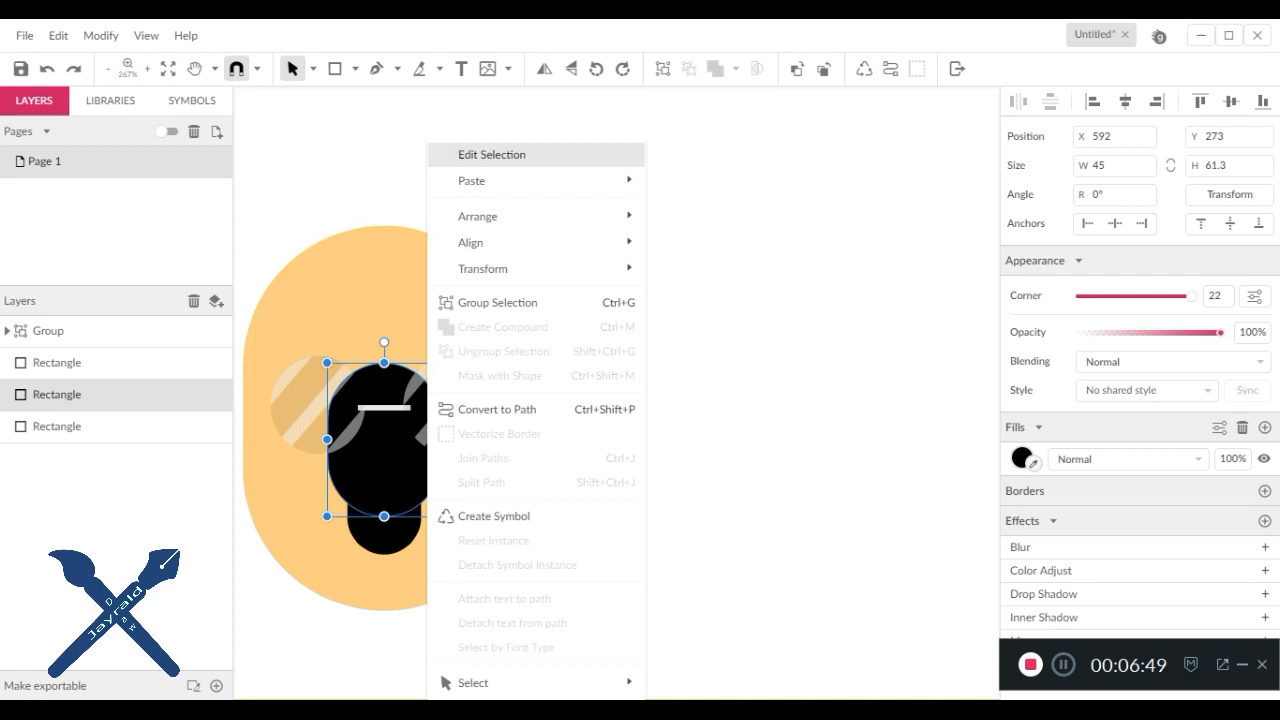 File Edit Modify View Help
Untitled*
- 267% +
LAYERS LIBRARIES SYMBOLS
Pages
Page 1
Layers
Group
Rectangle
Rectangle
Rectangle
Jayrald
D
Make exportable
Edit Selection
Paste
Arrange
Align
Transform
Group Selection Ctrl+G
Create Compound Ctrl+M
Ungroup Selection Shift+Ctrl+G
Mask with Shape Ctrl+Shift+M
Convert to Path Ctrl+Shift+P
Vectorize Border
Join Paths Ctrl+J
Split Path Shift+Ctrl+J
Create Symbol
Reset Instance
Detach Symbol Instance
Attach text to path
Detach text from path
Select by Font Type
Select
Position X 592 Y 273
Size W 45 H 61.3
Angle R 0° Transform
Anchors
Appearance
Corner 22
Opacity 100%
Blending Normal
Style No shared style Sync
Fills
Normal 100%
Borders
Effects
Blur +
Color Adjust +
Drop Shadow +
Inner Shadow +
00:06:49